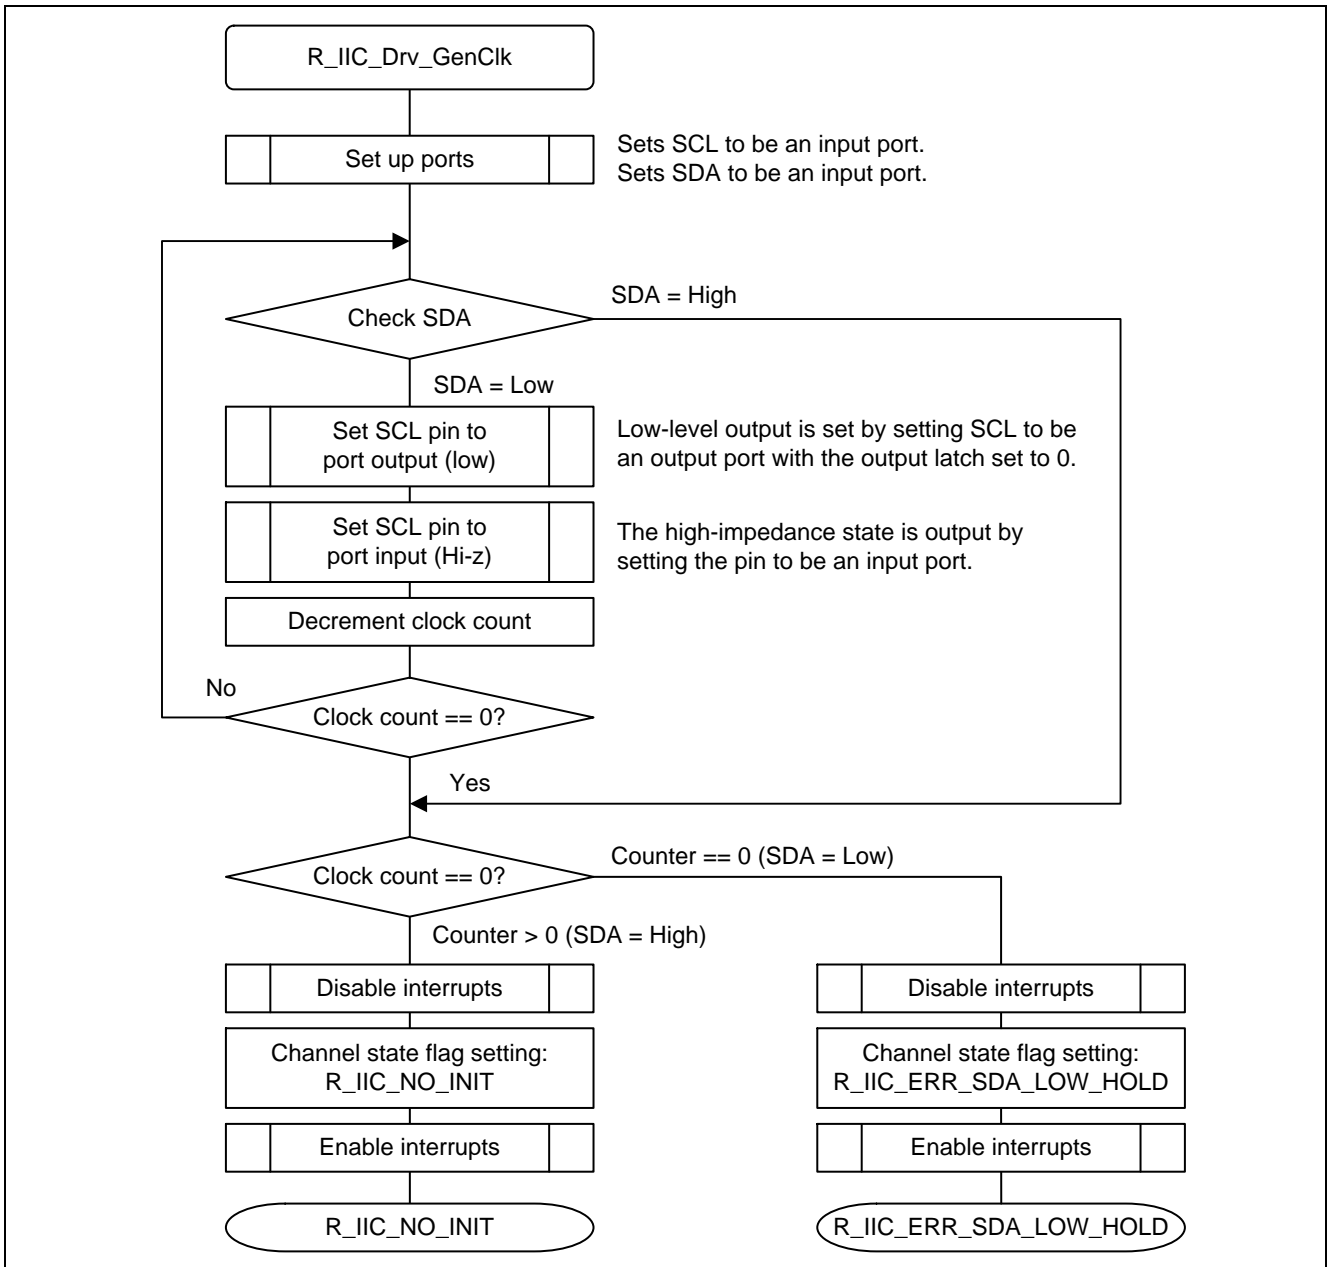 R_IIC_Drv_GenClk
Set up ports
Sets SCL to be an input port.
Sets SDA to be an input port.
Check SDA
SDA = High
SDA = Low
Set SCL pin to
port output (low)
Low-level output is set by setting SCL to be
an output port with the output latch set to 0.
Set SCL pin to
port input (Hi-z)
The high-impedance state is output by
setting the pin to be an input port.
Decrement clock count
No
Clock count == 0?
Yes
Clock count == 0?
Counter == 0 (SDA = Low)
Counter > 0 (SDA = High)
Disable interrupts
Channel state flag setting:
R_IIC_NO_INIT
Enable interrupts
R_IIC_NO_INIT
Disable interrupts
Channel state flag setting:
R_IIC_ERR_SDA_LOW_HOLD
Enable interrupts
R_IIC_ERR_SDA_LOW_HOLD